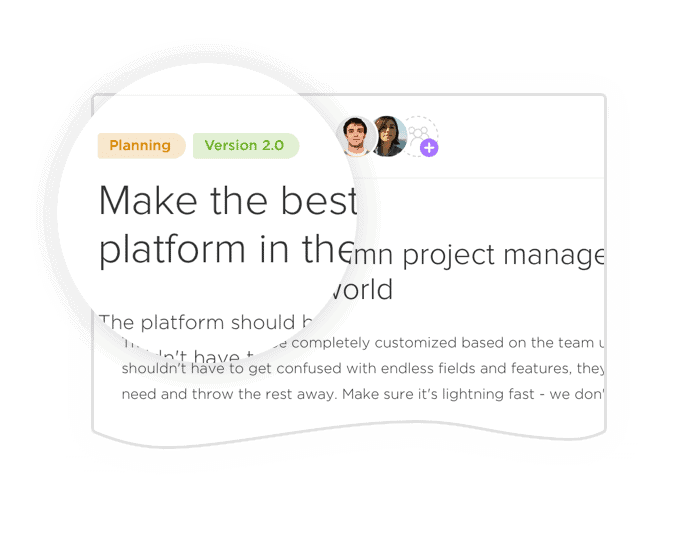 Planning
Version 2.0
Make the best
platform in the
mn project manage
world
The platform should b
be completely customized based on the team u
shouldn't have to get confused with endless fields and features, they
need and throw the rest away. Make sure it's lightning fast - we don'